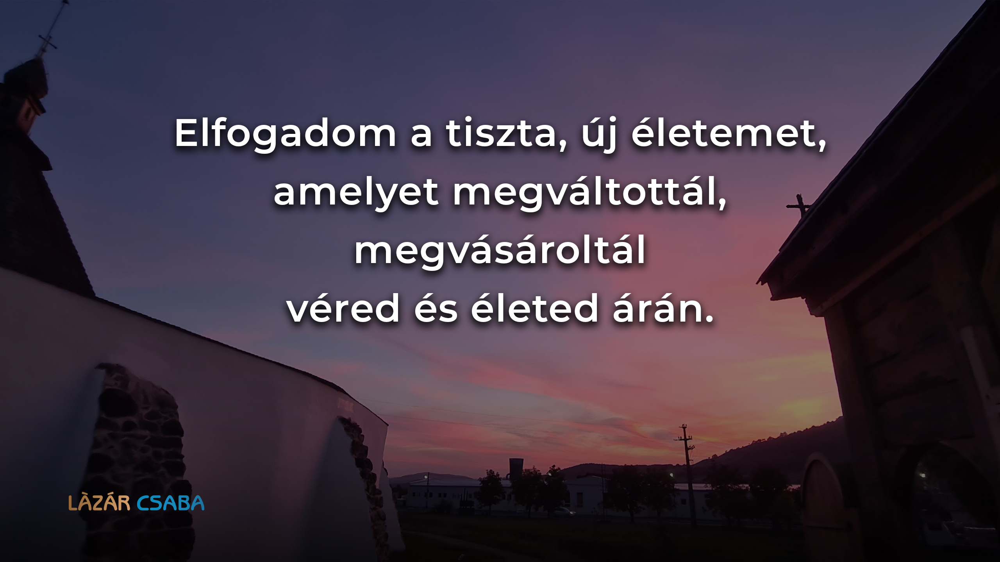 Elfogadom a tiszta, új életemet,
amelyet megváltottál,
megvásároltál
véred és életed árán.
LÀZÁR CSABA